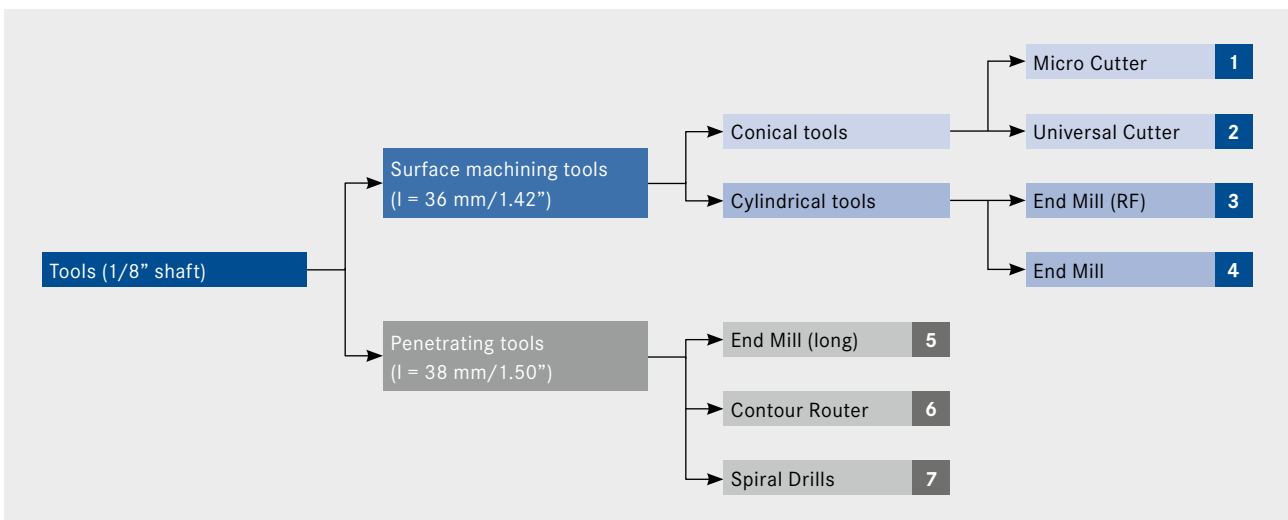 Micro Cutter 1
Conical tools
Universal Cutter 2
Surface machining tools
(l = 36 mm/1.42”)
Cylindrical tools
End Mill (RF) 3
Tools (1/8” shaft)
End Mill 4
Penetrating tools
(l = 38 mm/1.50”)
End Mill (long) 5
Contour Router 6
Spiral Drills 7